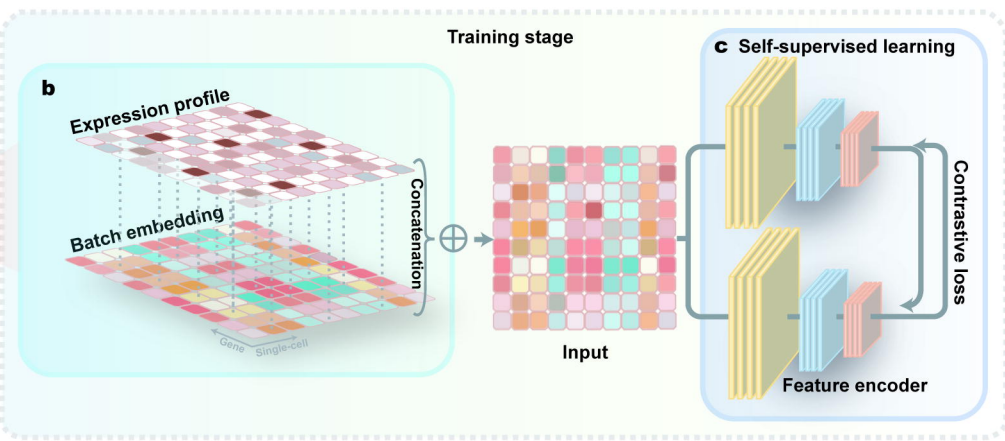 Training stage
b
Expression profile
Batch embedding
Concatenation
Gene
Single-cell
Input
c Self-supervised learning
Contrastive loss
Feature encoder